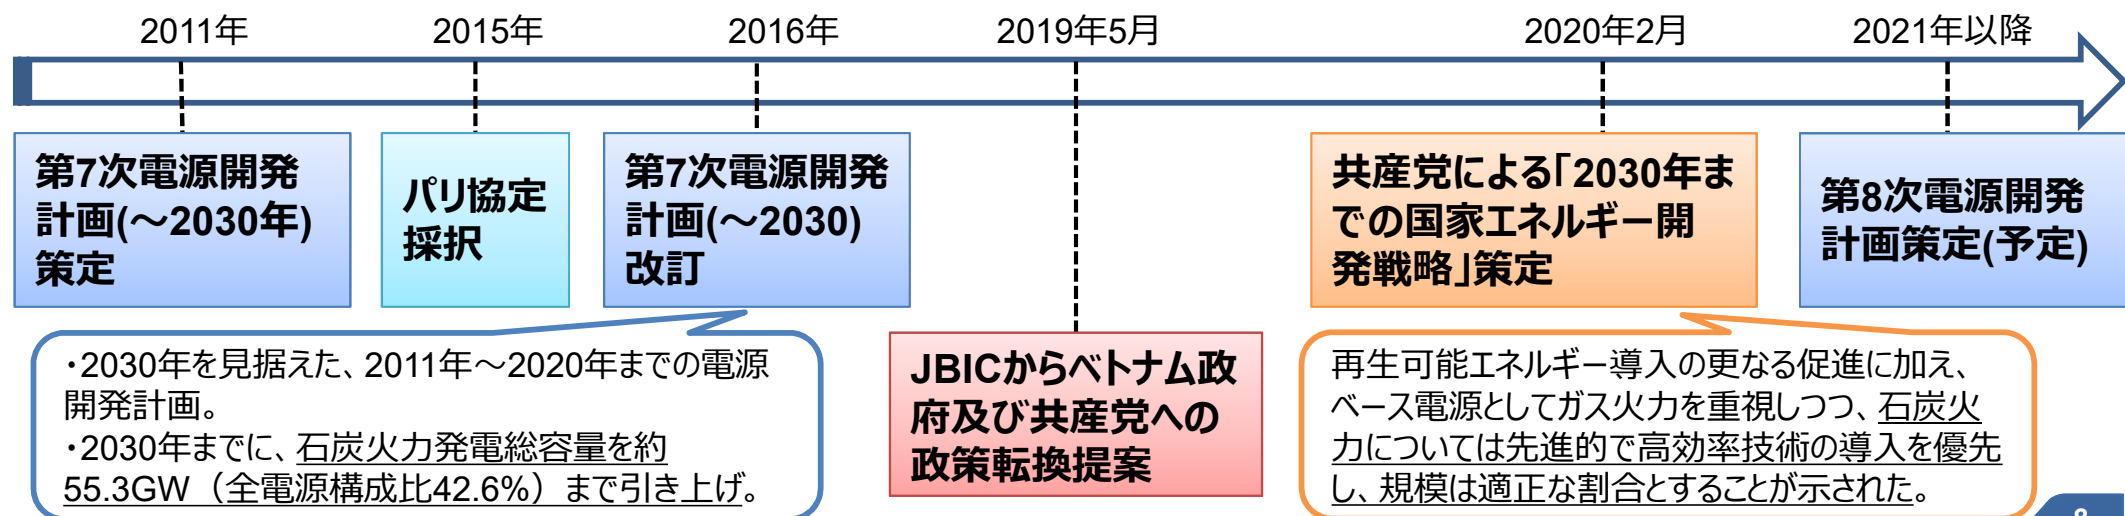 2011年
2015年
2016年
2019年5月
2020年2月
2021年以降
第7次電源開発
計画(～2030年)
策定
パリ協定
採択
第7次電源開発
計画(～2030)
改訂
共産党による「2030年ま
での国家エネルギー開
発戦略」策定
第8次電源開発
計画策定(予定)
・2030年を見据えた、2011年～2020年までの電源
開発計画。
・2030年までに、石炭火力発電総容量を約
55.3GW（全電源構成比42.6%）まで引き上げ。
JBICからベトナム政
府及び共産党への
政策転換提案
再生可能エネルギー導入の更なる促進に加え、
ベース電源としてガス火力を重視しつつ、石炭火
力については先進的で高効率技術の導入を優先
し、規模は適正な割合とすることが示された。